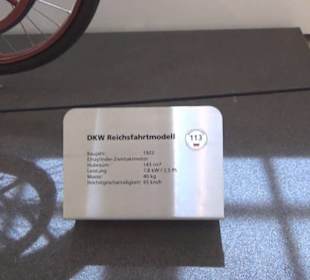 DKW Reichsfahrtmodell
113
Baujahr: 1922
Einzylinder-Zweitaktmotor
Hubraum: 143 cm³
Leistung: 1,8 kW / 2,5 PS
Masse: 40 kg
Höchstgeschwindigkeit: 65 km/h